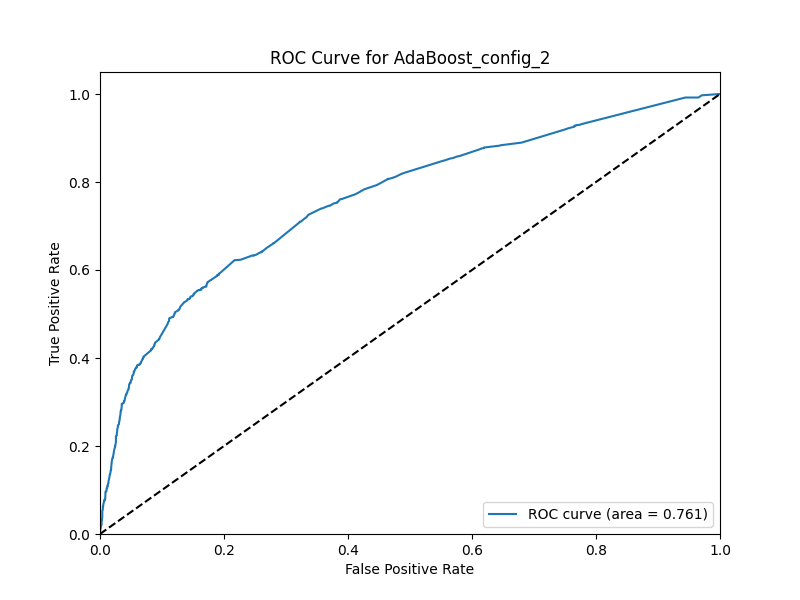 ROC Curve for AdaBoost_config_2
True Positive Rate
1.0
0.8
0.6
0.4
0.2
0.0
0.0 0.2 0.4 0.6 0.8 1.0
False Positive Rate
ROC curve (area = 0.761)